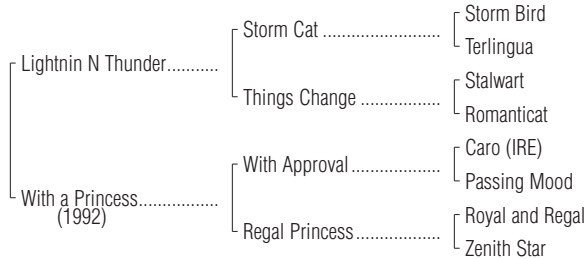 Storm Bird
Storm Cat ..........................
Terlingua
Lightnin N Thunder...........
Stalwart
Things Change ..................
Romanticat
Caro (IRE)
With Approval....................
Passing Mood
With a Princess..................
(1992)
Royal and Regal
Regal Princess...................
Zenith Star